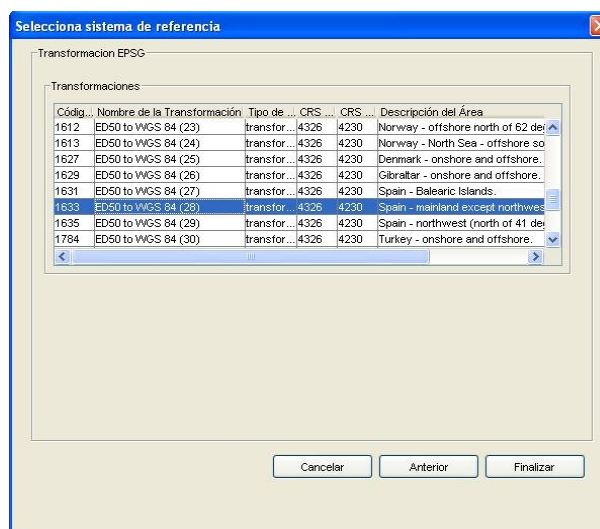 Selecciona sistema de referencia
Transformacion EPSG
Transformaciones
Códig... Nombre de la Transformación Tipo de ... CRS ... CRS ... Descripción del Área
1612 ED50 to WGS 84 (23) transfor... 4326 4230 Norway - offshore north of 62 de
1613 ED50 to WGS 84 (24) transfor... 4326 4230 Norway - North Sea - offshore so
1627 ED50 to WGS 84 (25) transfor... 4326 4230 Denmark - onshore and offshore.
1629 ED50 to WGS 84 (26) transfor... 4326 4230 Gibraltar - onshore and offshore.
1631 ED50 to WGS 84 (27) transfor... 4326 4230 Spain - Balearic Islands.
1633 ED50 to WGS 84 (28) transfor... 4326 4230 Spain - mainland except northwes
1635 ED50 to WGS 84 (29) transfor... 4326 4230 Spain - northwest (north of 41 de
1784 ED50 to WGS 84 (30) transfor... 4326 4230 Turkey - onshore and offshore.
Cancelar Anterior Finalizar